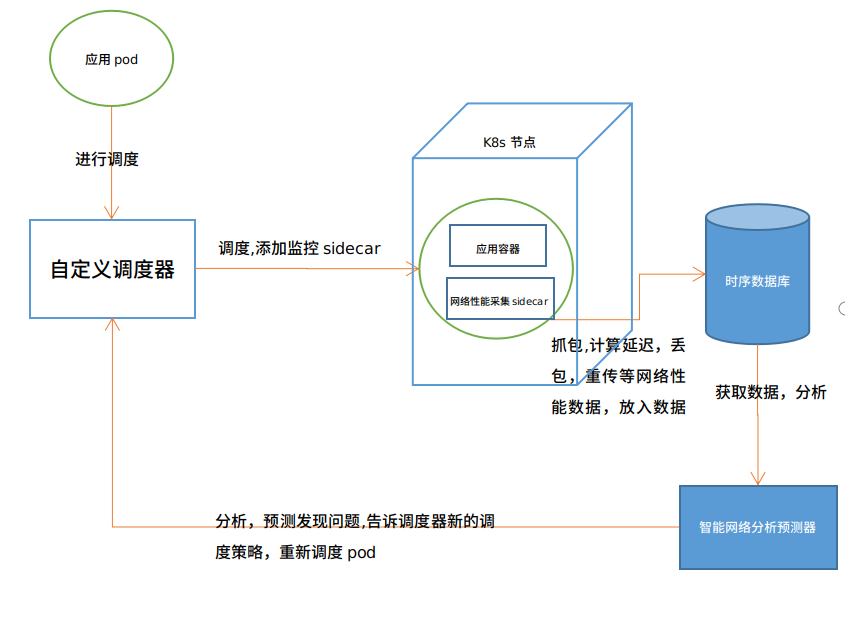 应用 pod
进行调度
K8s 节点
自定义调度器
调度,添加监控 sidecar
应用容器
网络性能采集 sidecar
时序数据库
抓包,计算延迟，丢
包，重传等网络性
能数据，放入数据
获取数据，分析
智能网络分析预测器
分析，预测发现问题,告诉调度器新的调
度策略，重新调度 pod